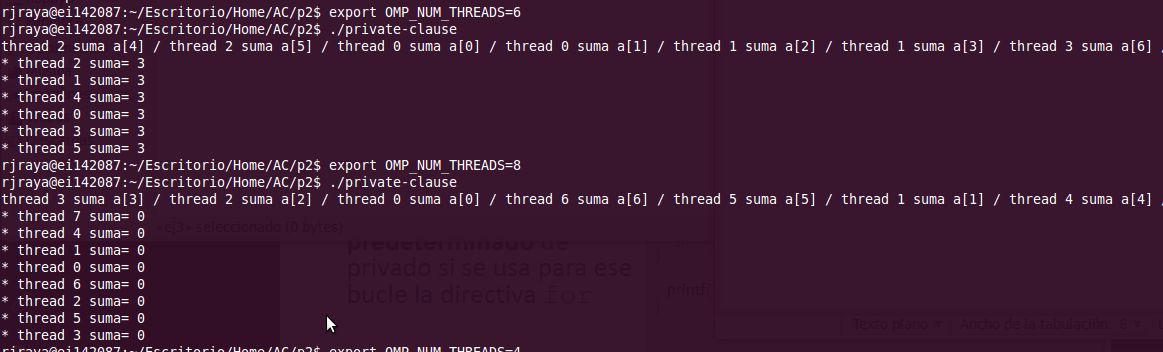 rjraya@ei142087:~/Escritorio/Home/AC/p2$ export OMP_NUM_THREADS=6
rjraya@ei142087:~/Escritorio/Home/AC/p2$ ./private-clause
thread 2 suma a[4] / thread 2 suma a[5] / thread 0 suma a[0] / thread 0 suma a[1] / thread 1 suma a[2] / thread 1 suma a[3] / thread 3 suma a[6] /
* thread 2 suma= 3
* thread 1 suma= 3
* thread 4 suma= 3
* thread 0 suma= 3
* thread 3 suma= 3
* thread 5 suma= 3
rjraya@ei142087:~/Escritorio/Home/AC/p2$ export OMP_NUM_THREADS=8
rjraya@ei142087:~/Escritorio/Home/AC/p2$ ./private-clause
thread 3 suma a[3] / thread 2 suma a[2] / thread 0 suma a[0] / thread 6 suma a[6] / thread 5 suma a[5] / thread 1 suma a[1] / thread 4 suma a[4] /
* thread 7 suma= 0
* thread 4 suma= 0
* thread 1 suma= 0
* thread 0 suma= 0
* thread 6 suma= 0
* thread 2 suma= 0
* thread 5 suma= 0
* thread 3 suma= 0
rjraya@ei142087:~/Escritorio/Home/AC/p2$ export OMP_NUM_THREADS=4
«ej3» seleccionado (0 bytes)
predeterminado de
privado si se usa para ese
bucle la directiva for
printf(
Texto plano
Ancho de la tabulación: 8